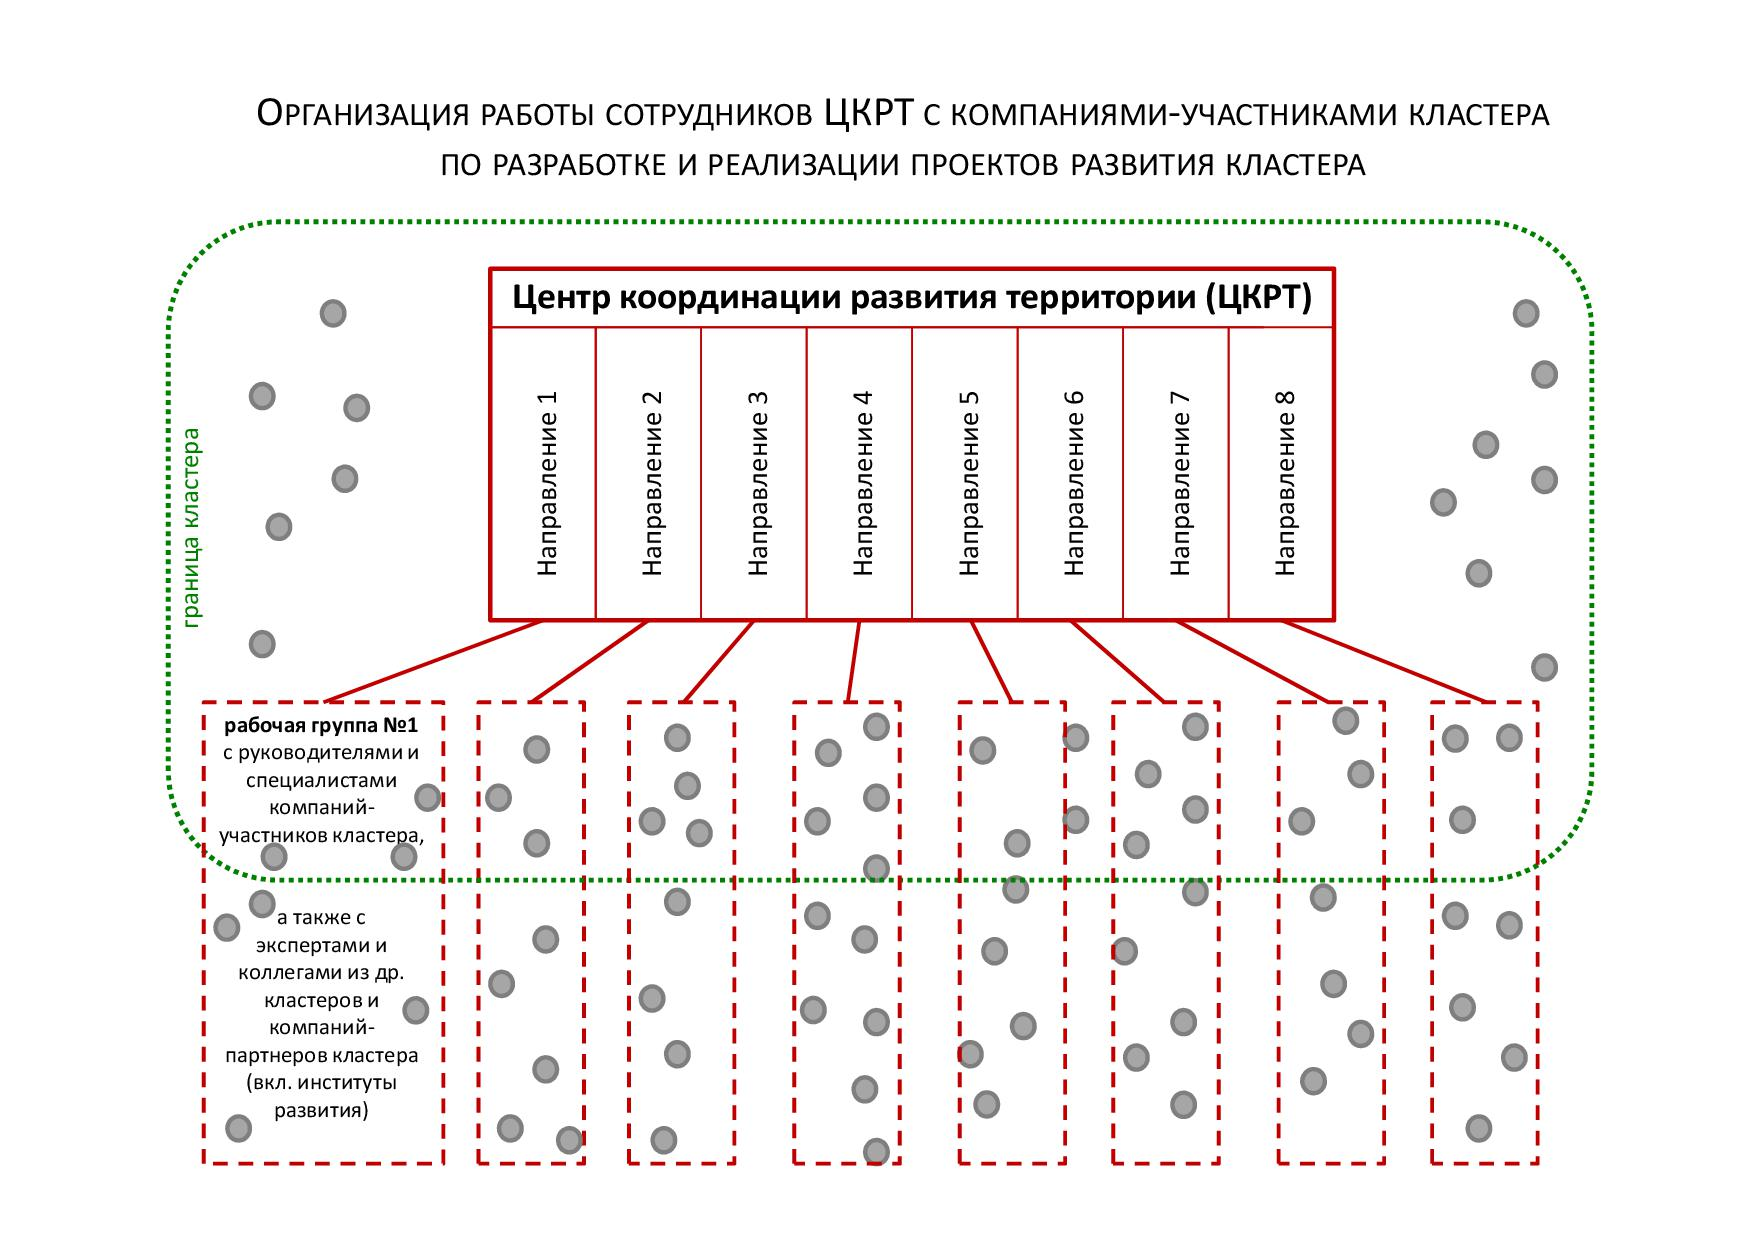 Организация работы сотрудников ЦКРТ с компаниями-участниками кластера
по разработке и реализации проектов развития кластера
Центр координации развития территории (ЦКРТ)
Направление 1
Направление 2
Направление 3
Направление 4
Направление 5
Направление 6
Направление 7
Направление 8
граница кластера
рабочая группа №1
с руководителями и
специалистами
компаний-
участников кластера,
а также с
экспертами и
коллегами из др.
кластеров и
компаний-
партнеров кластера
(вкл. институты
развития)